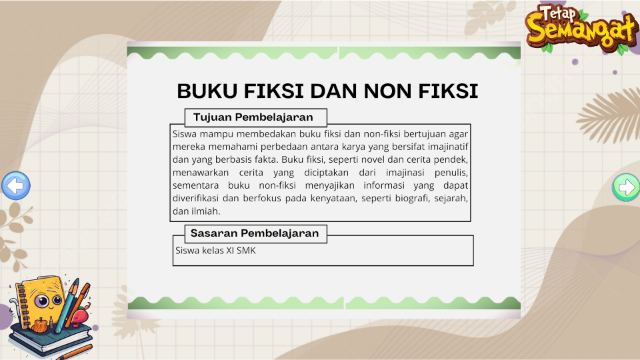 Tetap
Semangat
BUKU FIKSI DAN NON FIKSI
Tujuan Pembelajaran
Siswa mampu membedakan buku fiksi dan non-fiksi bertujuan agar
mereka memahami perbedaan antara karya yang bersifat imajinatif
dan yang berbasis fakta. Buku fiksi, seperti novel dan cerita pendek,
menawarkan cerita yang diciptakan dari imajinasi penulis,
sementara buku non-fiksi menyajikan informasi yang dapat
diverifikasi dan berfokus pada kenyataan, seperti biografi, sejarah,
dan ilmiah.
Sasaran Pembelajaran
Siswa kelas XI SMK